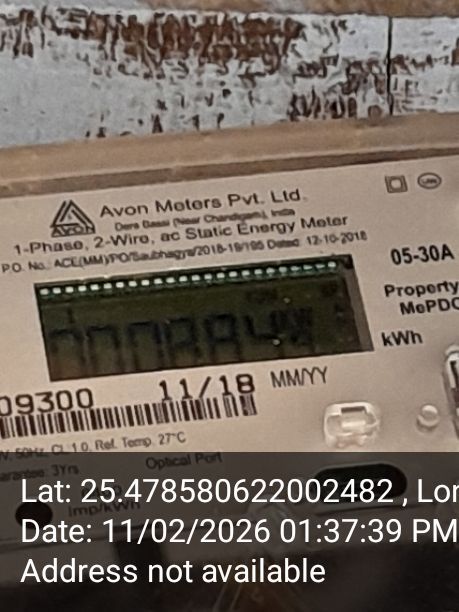 Avon Meters Pvt. Ltd.
AVON
Dera Bassi (Near Chandigarh), India
1-Phase, 2-Wire, ac Static Energy Meter
P.O. No.: ACE(MM)/PO/Saubhagya/2018-19/195 Dated: 12-10-2018
05-30A
Property
MePDC
kWh
09300 11/18 MM/YY
50Hz, Cl. 1.0, Ref. Temp. 27°C
3Yrs
Optical Port
Imp/kWh
Lat: 25.478580622002482 , Lon
Date: 11/02/2026 01:37:39 PM
Address not available